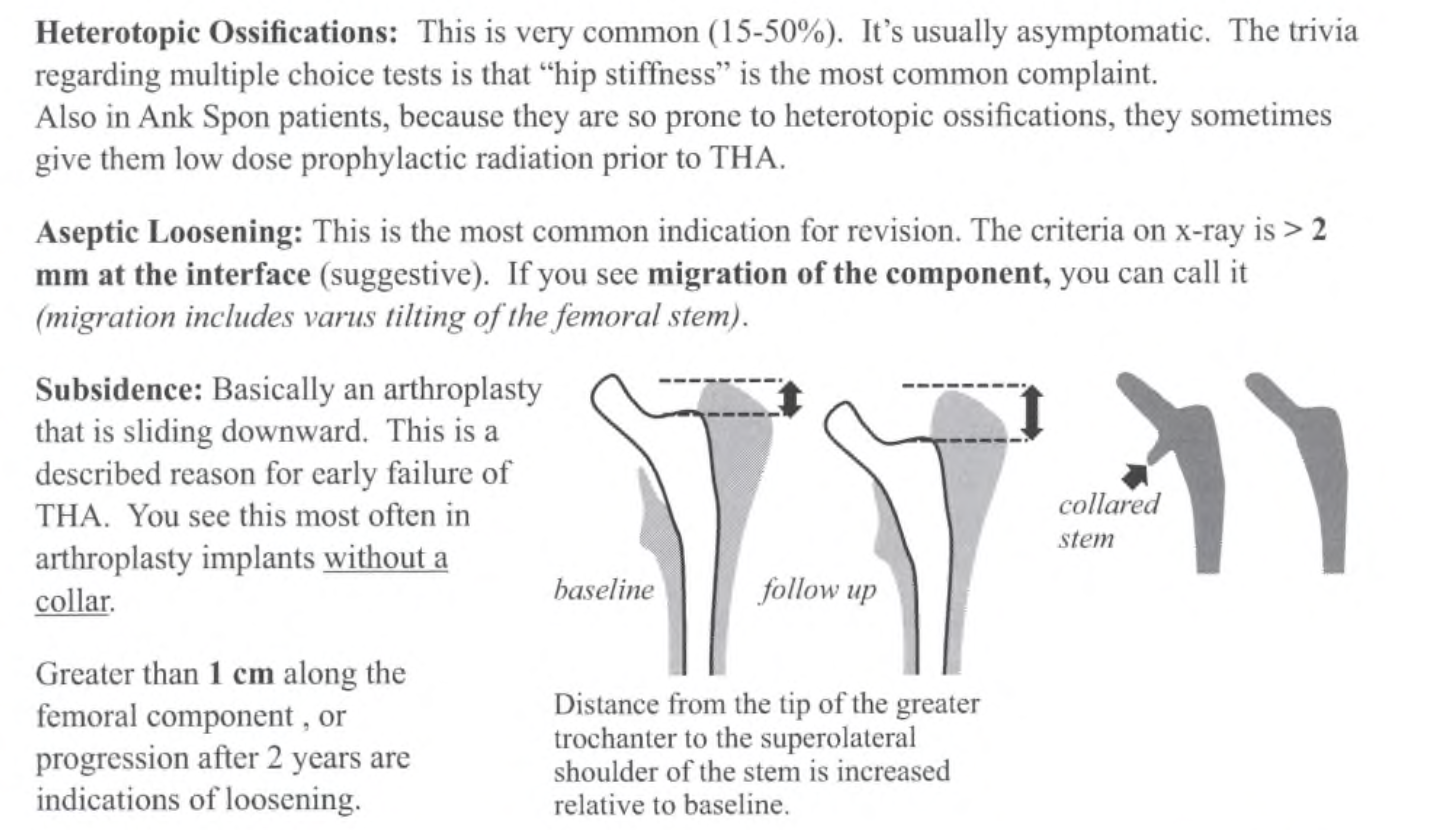 Heterotopic Ossifications: This is very common (15-50%). It's usually asymptomatic. The trivia
regarding multiple choice tests is that “hip stiffness” is the most common complaint.
Also in Ank Spon patients, because they are so prone to heterotopic ossifications, they sometimes
give them low dose prophylactic radiation prior to THA.
Aseptic Loosening: This is the most common indication for revision. The criteria on x-ray is > 2
mm at the interface (suggestive). If you see migration of the component, you can call it
(migration includes varus tilting of the femoral stem).
Subsidence: Basically an arthroplasty
that is sliding downward. This is a
described reason for early failure of
THA. You see this most often in
arthroplasty implants without a
collar.
Greater than 1 cm along the
femoral component , or
progression after 2 years are
indications of loosening.
baseline
follow up
collared
stem
Distance from the tip of the greater
trochanter to the superolateral
shoulder of the stem is increased
relative to baseline.